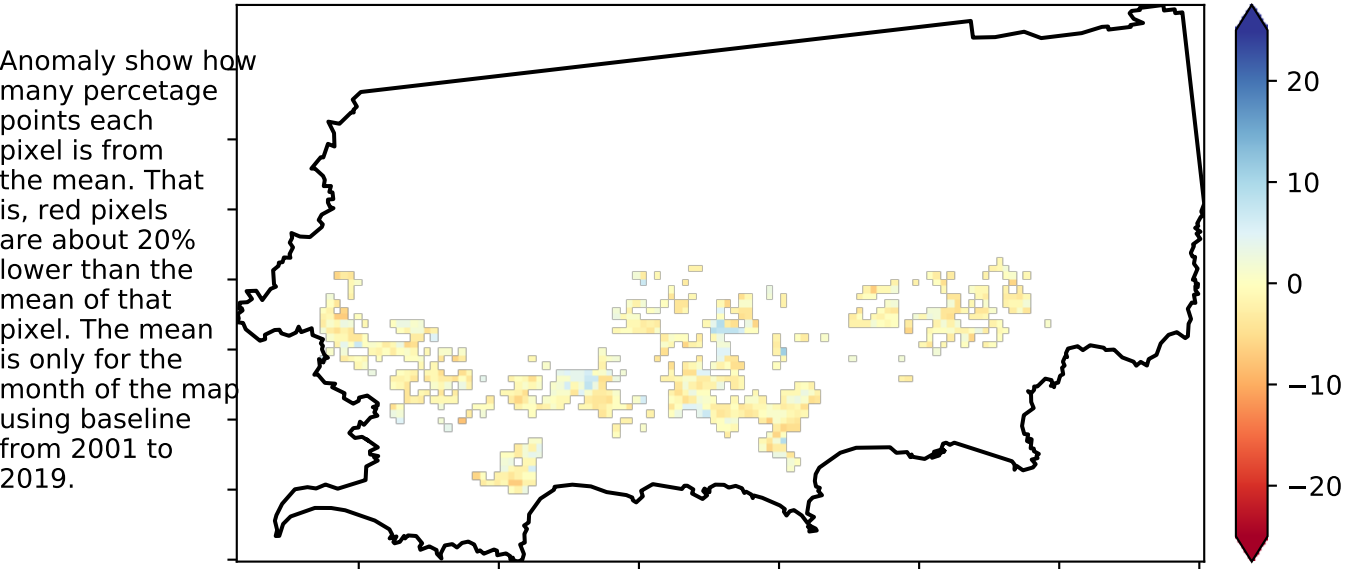 Anomaly show how
many percetage
points each
pixel is from
the mean. That
is, red pixels
are about 20%
lower than the
mean of that
pixel. The mean
is only for the
month of the map
using baseline
from 2001 to
2019.
20
10
0
−10
−20